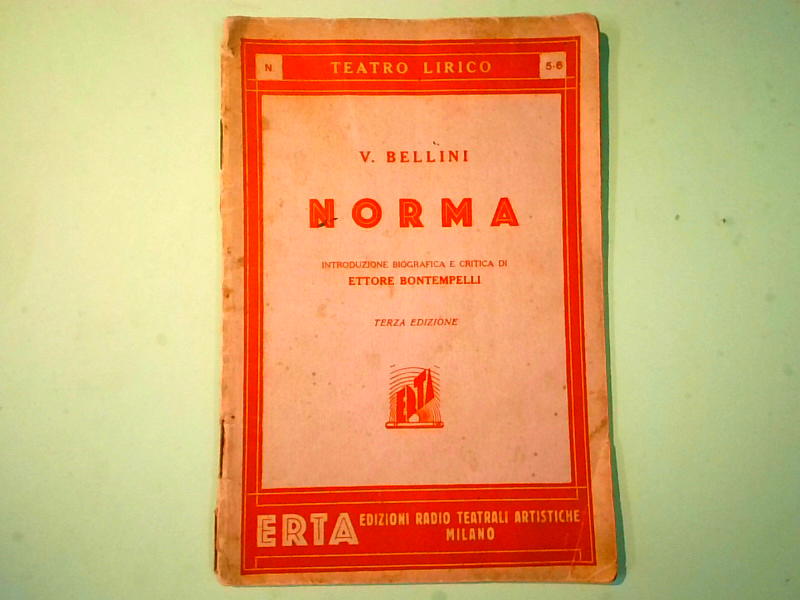 N. TEATRO LIRICO 5-6
V. BELLINI
NORMA
INTRODUZIONE BIOGRAFICA E CRITICA DI
ETTORE BONTEMPELLI
TERZA EDIZIONE
ERTA
ERTA EDIZIONI RADIO TEATRALI ARTISTICHE
MILANO